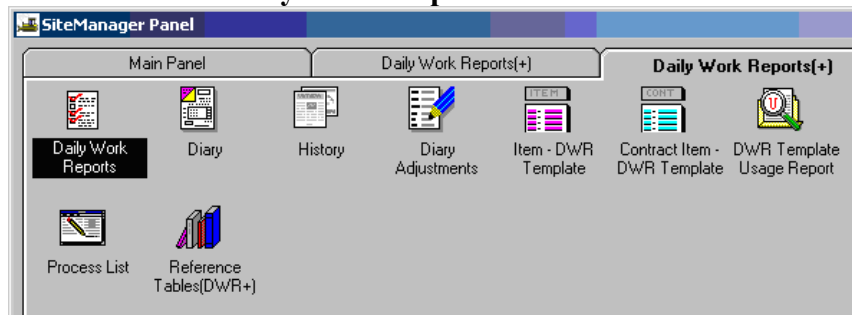 SiteManager Panel
Main Panel
Daily Work Reports(+)
Daily Work Reports(+)
ITEM
CONT
U
Daily Work
Reports
Diary
History
Diary
Adjustments
Item - DWR
Template
Contract Item -
DWR Template
DWR Template
Usage Report
Process List
Reference
Tables(DWR+)